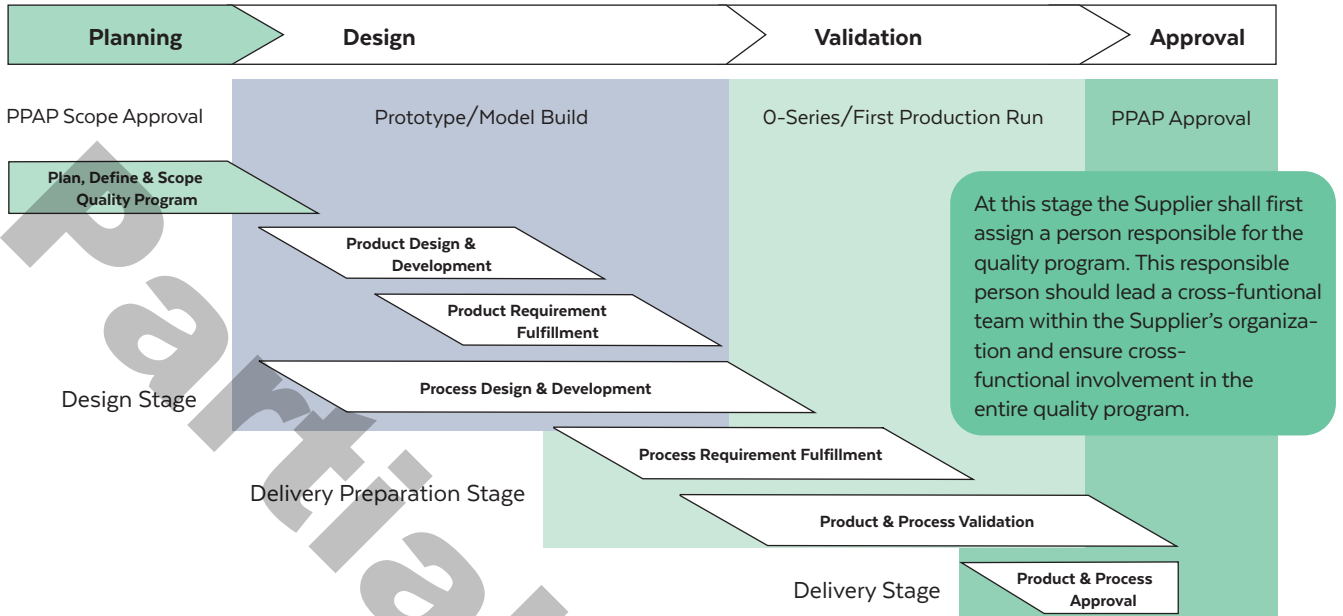 Planning
Design
Validation
Approval
PPAP Scope Approval
Prototype/Model Build
0-Series/First Production Run
PPAP Approval
Plan, Define & Scope
Quality Program
At this stage the Supplier shall first
assign a person responsible for the
quality program. This responsible
person should lead a cross-funtional
team within the Supplier's organiza-
tion and ensure cross-
functional involvement in the
entire quality program.
Product Design &
Development
Product Requirement
Fulfillment
Design Stage
Process Design & Development
Process Requirement Fulfillment
Delivery Preparation Stage
Product & Process Validation
Delivery Stage
Product & Process
Approval
Partial